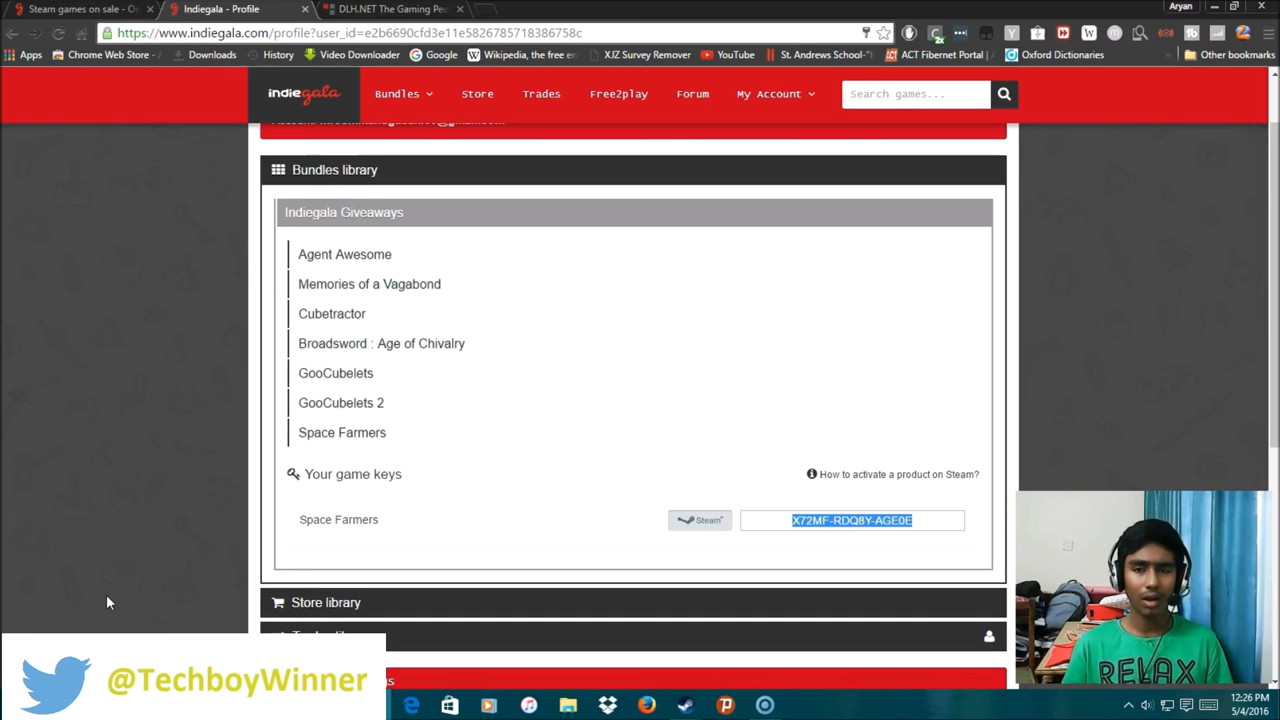 Steam games on sale - O
Indiegala - Profile
DLH.NET The Gaming Pe
Aryan
https://www.indiegala.com/profile?user_id=e2b6690cfd3e11e58267857183867​58c
Apps
Chrome Web Store -
History
Video Downloader
Downloads
Google
Wikipedia, the free en
XJZ Survey Remover
YouTube
St. Andrews School-"E
ACT Fibernet Portal |
Oxford Dictionaries
Other bookmarks
indiegala
Bundles
Store
Trades
Free2play
Forum
My Account
Search games...
Bundles library
Indiegala Giveaways
Agent Awesome
Memories of a Vagabond
Cubetractor
Broadsword : Age of Chivalry
GooCubelets
GooCubelets 2
Space Farmers
Your game keys
How to activate a product on Steam?
Space Farmers
Steam
X72MF-RDQ8Y-AGE0E
Store library
RELAX
@TechboyWinner
12:26 PM
5/4/2016